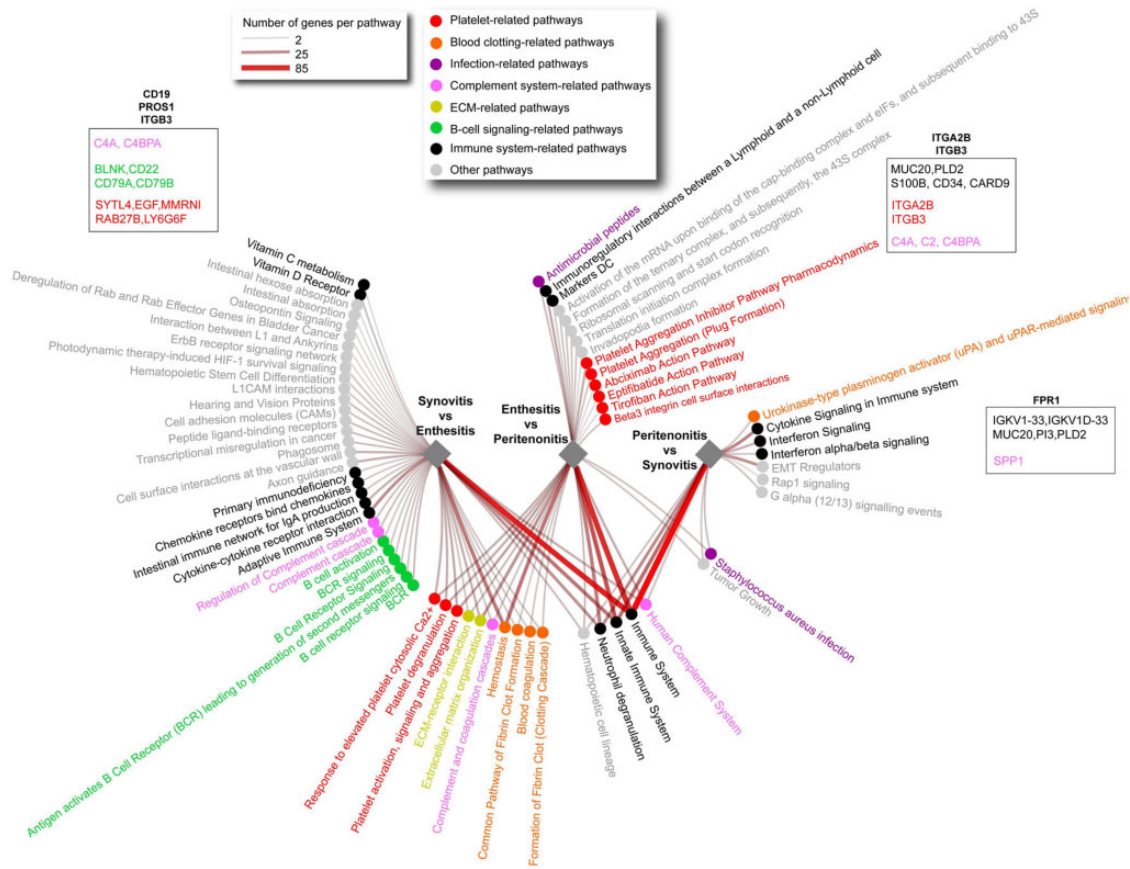 Number of genes per pathway
2
25
85
Platelet-related pathways
Blood clotting-related pathways
Infection-related pathways
Complement system-related pathways
ECM-related pathways
B-cell signaling-related pathways
Immune system-related pathways
Other pathways
CD19
PROS1
ITGB3
C4A, C4BPA
BLNK,CD22
CD79A,CD79B
SYTL4,EGF,MMRNI
RAB27B,LY6G6F
ITGA2B
ITGB3
MUC20,PLD2
S100B, CD34, CARD9
ITGA2B
ITGB3
C4A, C2, C4BPA
FPR1
IGKV1-33,IGKV1D-33
MUC20,PI3,PLD2
SPP1
Synovitis
vs
Enthesitis
Enthesitis
vs
Peritenonitis
Peritenonitis
vs
Synovitis
Vitamin C metabolism
Vitamin D Receptor
Intestinal hexose absorption
Intestinal absorption
Deregulation of Rab and Rab Effector Genes in Bladder Cancer
Osteopontin Signaling
Interaction between L1 and Ankyrins
ErbB receptor signaling network
Photodynamic therapy-induced HIF-1 survival signaling
Hematopoietic Stem Cell Differentiation
L1CAM interactions
Hearing and Vision Proteins
Cell adhesion molecules (CAMs)
Peptide ligand-binding receptors
Transcriptional misregulation in cancer
Phagosome
Cell surface interactions at the vascular wall
Axon guidance
Primary immunodeficiency
Chemokine receptors bind chemokines
Intestinal immune network for IgA production
Cytokine-cytokine receptor interaction
Adaptive Immune System
Regulation of Complement cascade
Complement cascade
B cell activation
BCR signaling
B Cell Receptor Signaling
Antigen activates B Cell Receptor (BCR) leading to generation of second messengers
B cell receptor signaling
BCR
Antimicrobial peptides
Immunoregulatory interactions between a Lymphoid and a non-Lymphoid cell
Markers DC
Activation of the mRNA upon binding of the cap-binding complex and eIFs, and subsequent binding to 43S
Formation of the ternary complex, and subsequently, the 43S complex
Ribosomal scanning and start codon recognition
Translation initiation complex formation
Invadopodia formation
Platelet Aggregation Inhibitor Pathway Pharmacodynamics
Platelet Aggregation (Plug Formation)
Abciximab Action Pathway
Eptifibatide Action Pathway
Tirofiban Action Pathway
Beta3 integrin cell surface interactions
Urokinase-type plasminogen activator (uPA) and uPAR-mediated signaling
Cytokine Signaling in Immune system
Interferon Signaling
Interferon alpha/beta signaling
EMT Rregulators
Rap1 signaling
G alpha (12/13) signalling events
Response to elevated platelet cytosolic Ca2+
Platelet degranulation
Platelet activation, signaling and aggregation
ECM-receptor interaction
Extracellular matrix organization
Complement and coagulation cascades
Hemostasis
Common Pathway of Fibrin Clot Formation
Blood coagulation
Formation of Fibrin Clot (Clotting Cascade)
Hematopoietic cell lineage
Neutrophil degranulation
Innate Immune System
Immune System
Human Complement System
Tumor Growth
Staphylococcus aureus infection